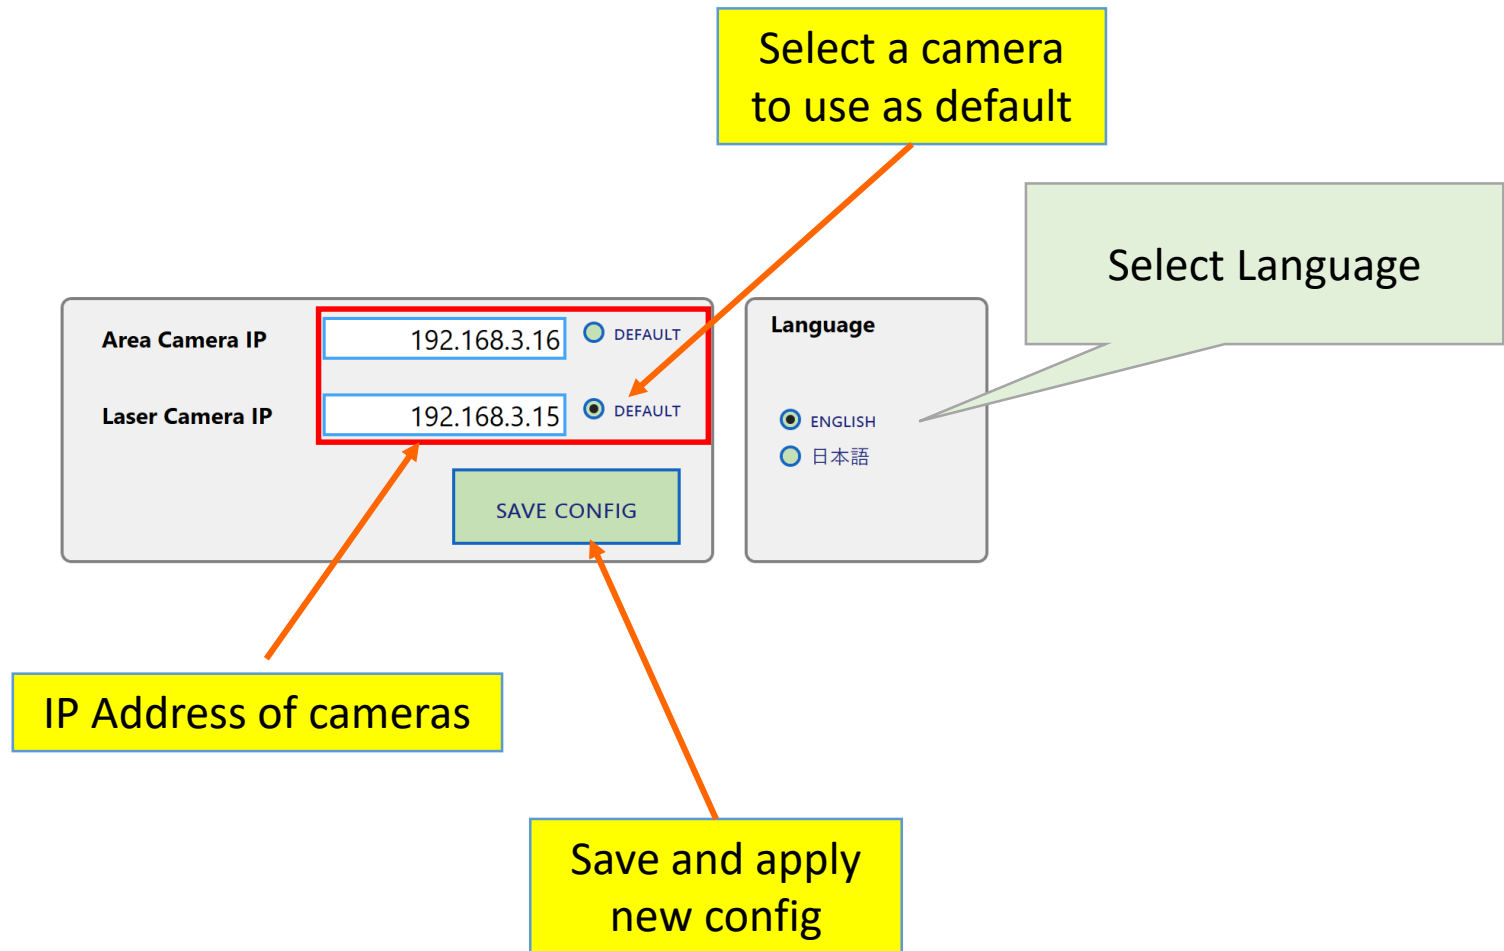 Select a camera
to use as default
Select Language
Area Camera IP
192.168.3.16
DEFAULT
Laser Camera IP
192.168.3.15
DEFAULT
SAVE CONFIG
Language
ENGLISH
日本語
IP Address of cameras
Save and apply
new config